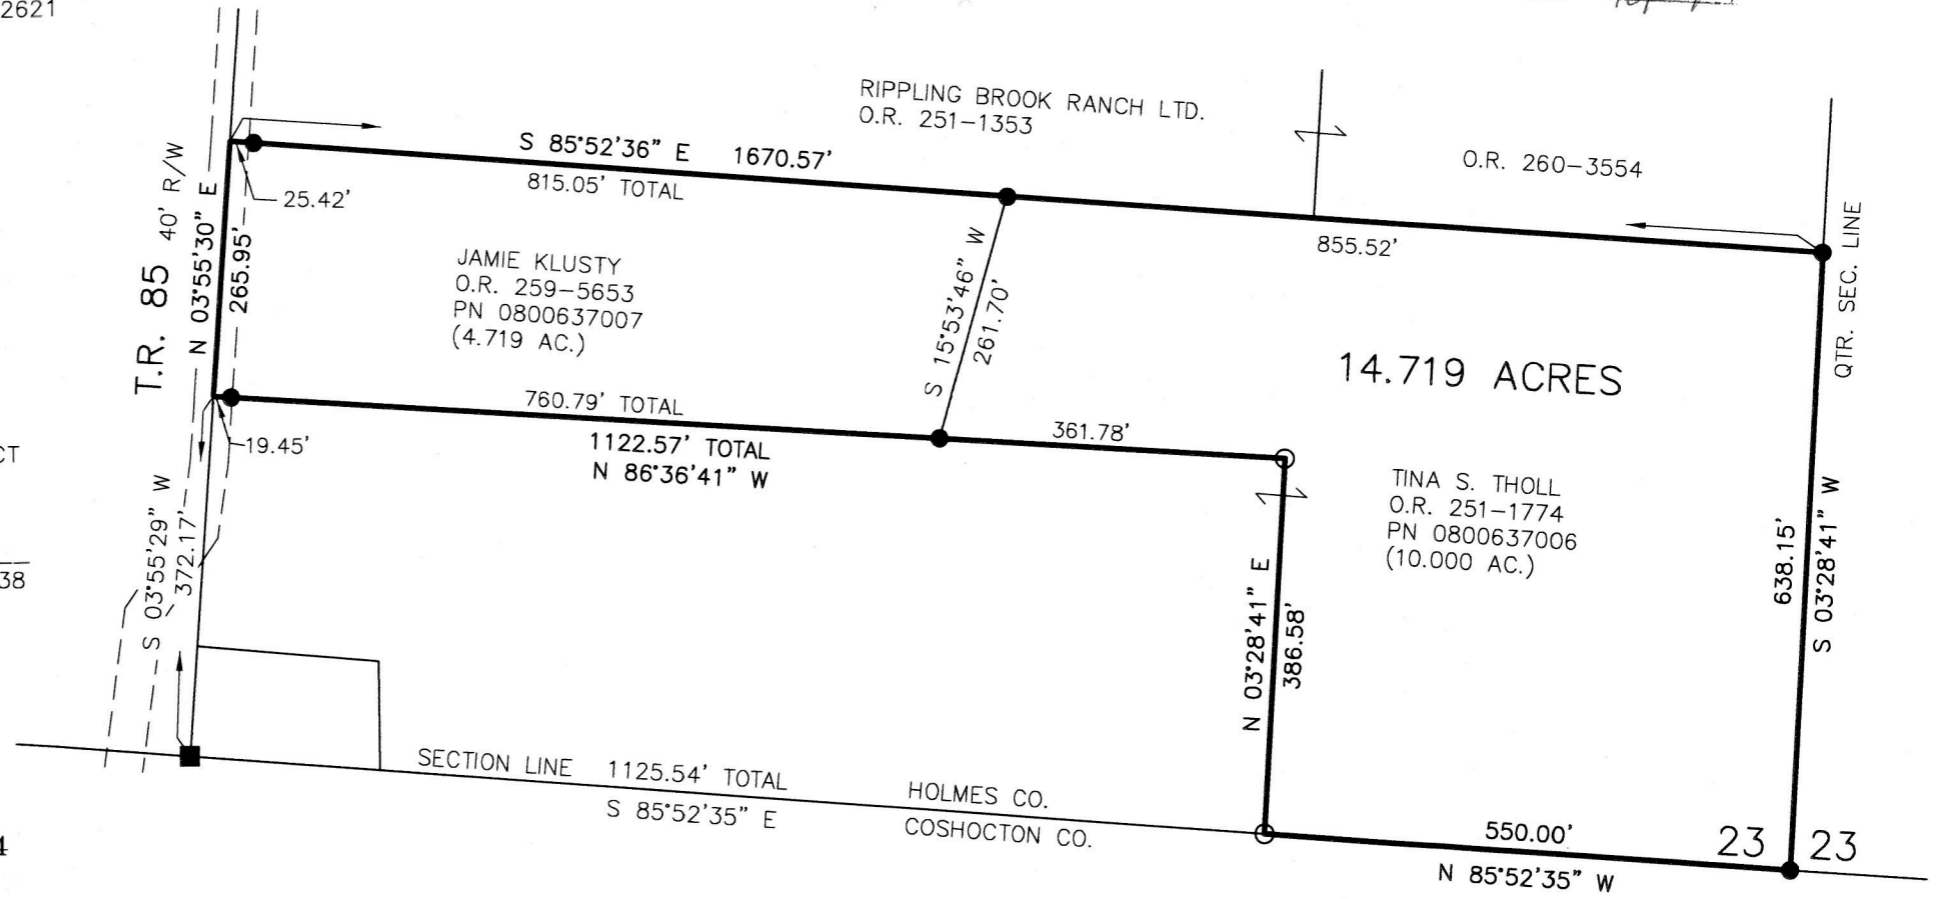 2621
RIPPLING BROOK RANCH LTD.
O.R. 251-1353
O.R. 260-3554
S 85°52'36" E 1670.57'
815.05' TOTAL
855.52'
25.42'
T.R. 85 40' R/W
N 03°55'30" E
265.95'
JAMIE KLUSTY
O.R. 259-5653
PN 0800637007
(4.719 AC.)
S 15°53'46" W
261.70'
QTR. SEC. LINE
14.719 ACRES
760.79' TOTAL
1122.57' TOTAL
N 86°36'41" W
361.78'
19.45'
CT
38
S 03°55'29" W
372.17'
TINA S. THOLL
O.R. 251-1774
PN 0800637006
(10.000 AC.)
N 03°28'41" E
386.58'
638.15'
S 03°28'41" W
SECTION LINE 1125.54' TOTAL
S 85°52'35" E
HOLMES CO.
COSHOCTON CO.
550.00'
N 85°52'35" W
23 23
4